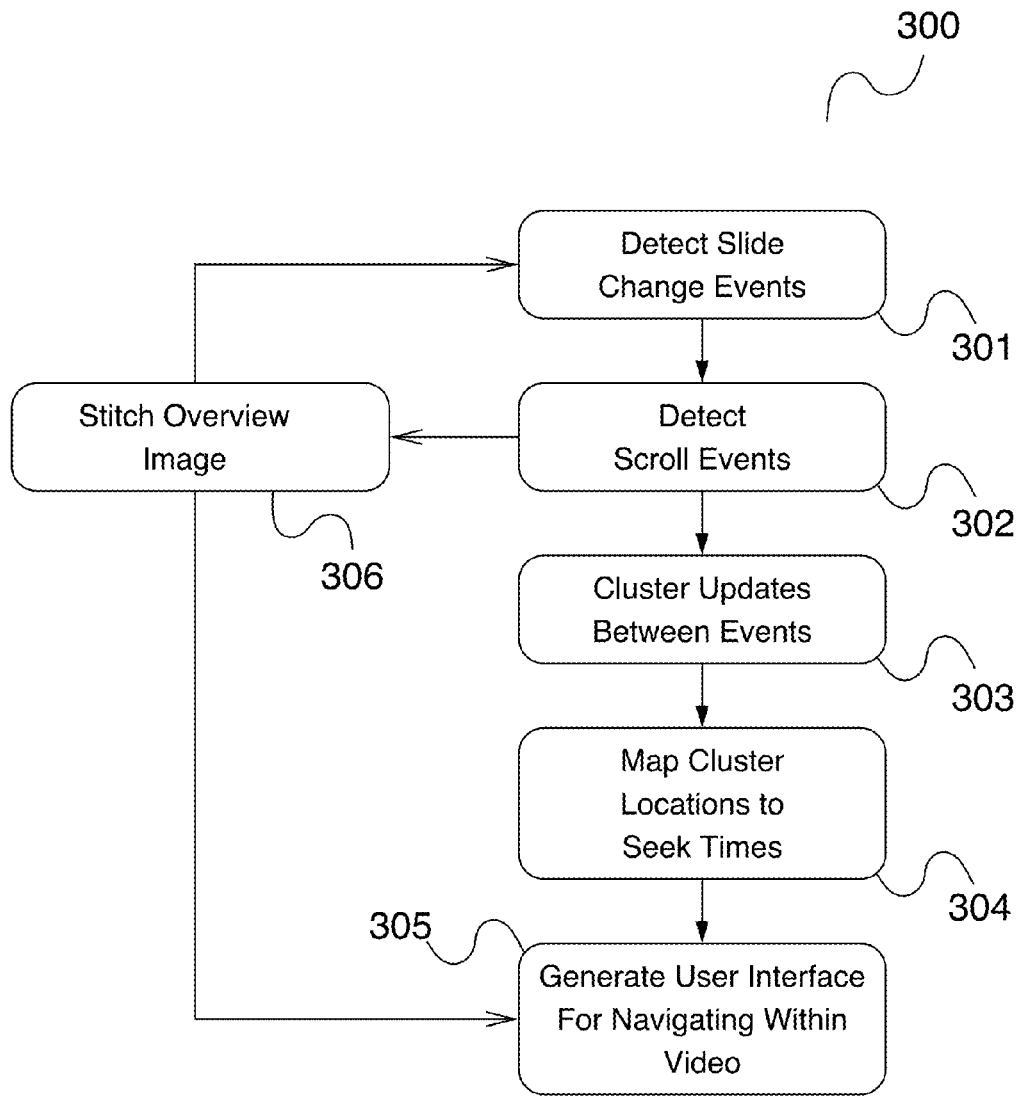 300
Detect Slide
Change Events
301
Stitch Overview
Image
306
Detect
Scroll Events
302
Cluster Updates
Between Events
303
Map Cluster
Locations to
Seek Times
304
305
Generate User Interface
For Navigating Within
Video